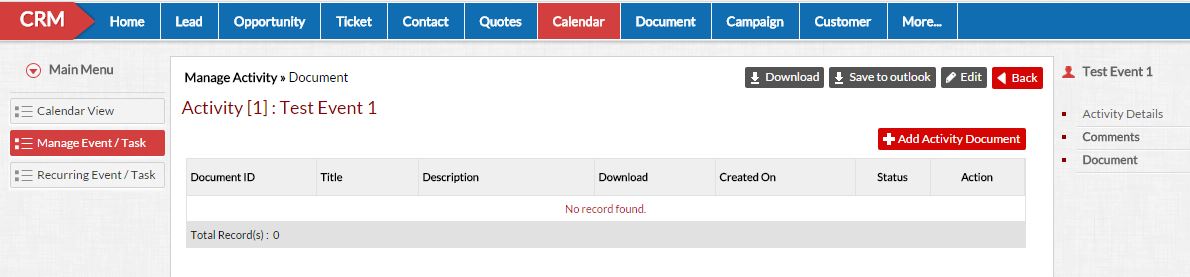 CRM Home Lead Opportunity Ticket Contact Quotes Calendar Document Campaign Customer More...
Main Menu
Calendar View
Manage Event / Task
Recurring Event / Task
Manage Activity » Document
Download Save to outlook Edit Back
Activity [1] : Test Event 1
Add Activity Document
Document ID Title Description Download Created On Status Action
No record found.
Total Record(s) : 0
Test Event 1
Activity Details
Comments
Document